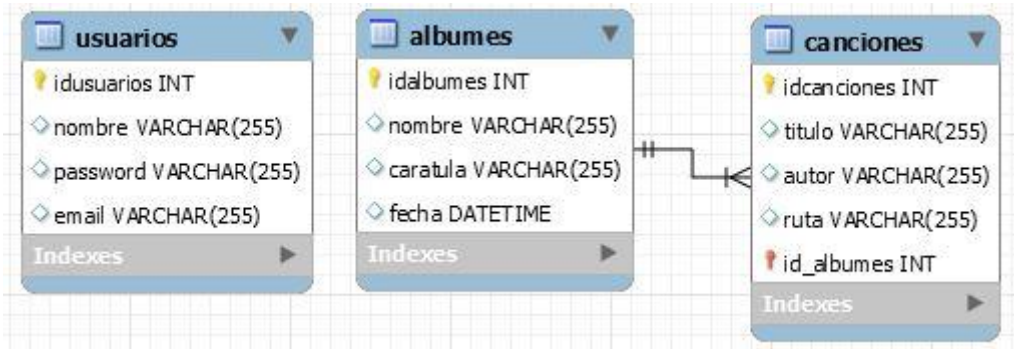 usuarios
idusuarios INT
nombre VARCHAR(255)
password VARCHAR(255)
email VARCHAR(255)
Indexes
albumes
idalbumes INT
nombre VARCHAR(255)
caratula VARCHAR(255)
fecha DATETIME
Indexes
canciones
idcanciones INT
titulo VARCHAR(255)
autor VARCHAR(255)
ruta VARCHAR(255)
id_albumes INT
Indexes